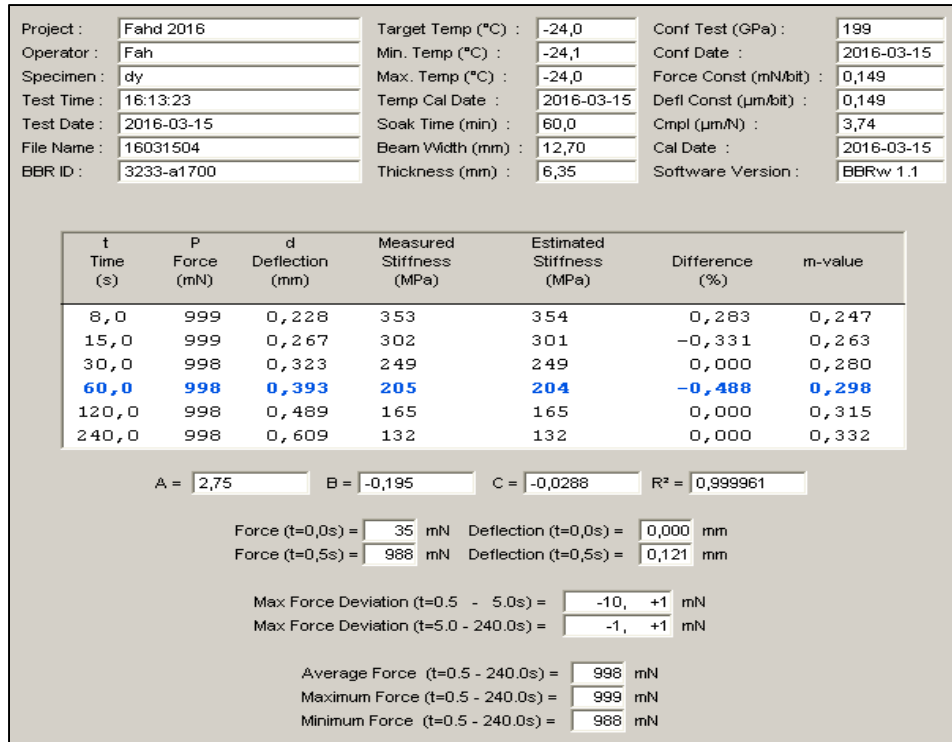 Project : Fahd 2016 Target Temp (°C) : -24,0 Conf Test (GPa) : 199
Operator : Fah Min. Temp (°C) : -24,1 Conf Date : 2016-03-15
Specimen : dy Max. Temp (°C) : -24,0 Force Const (mN/bit) : 0,149
Test Time : 16:13:23 Temp Cal Date : 2016-03-15 Defl Const (µm/bit) : 0,149
Test Date : 2016-03-15 Soak Time (min) : 60,0 Cmpl (µm/N) : 3,74
File Name : 16031504 Beam Width (mm) : 12,70 Cal Date : 2016-03-15
BBR ID : 3233-a1700 Thickness (mm) : 6,35 Software Version : BBRw 1.1
t P d Measured Estimated
Time Force Deflection Stiffness Stiffness Difference m-value
(s) (mN) (mm) (MPa) (MPa) (%)
8,0 999 0,228 353 354 0,283 0,247
15,0 999 0,267 302 301 -0,331 0,263
30,0 998 0,323 249 249 0,000 0,280
60,0 998 0,393 205 204 -0,488 0,298
120,0 998 0,489 165 165 0,000 0,315
240,0 998 0,609 132 132 0,000 0,332
A = 2,75 B = -0,195 C = -0,0288 R² = 0,999961
Force (t=0,0s) = 35 mN Deflection (t=0,0s) = 0,000 mm
Force (t=0,5s) = 988 mN Deflection (t=0,5s) = 0,121 mm
Max Force Deviation (t=0.5 - 5.0s) = -10, +1 mN
Max Force Deviation (t=5.0 - 240.0s) = -1, +1 mN
Average Force (t=0.5 - 240.0s) = 998 mN
Maximum Force (t=0.5 - 240.0s) = 999 mN
Minimum Force (t=0.5 - 240.0s) = 988 mN